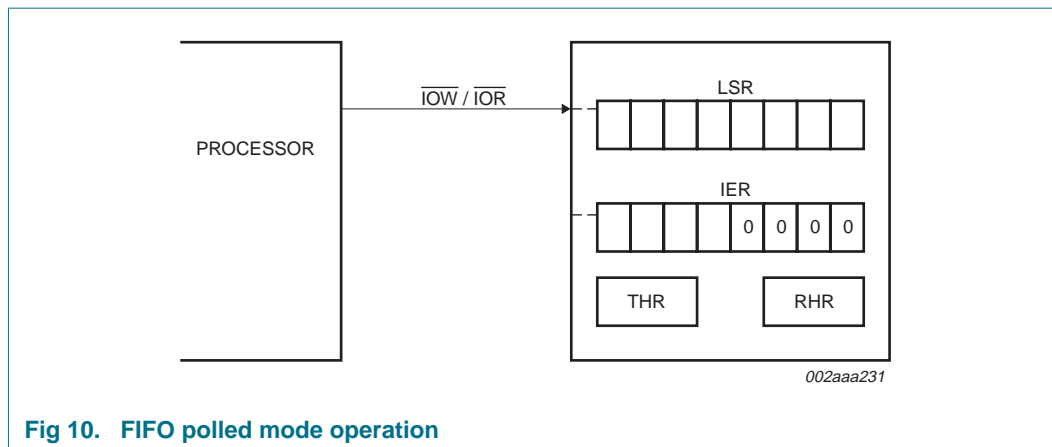 LSR
IOW / IOR
PROCESSOR
IER
0 0 0 0
THR RHR
002aaa231
Fig 10. FIFO polled mode operation